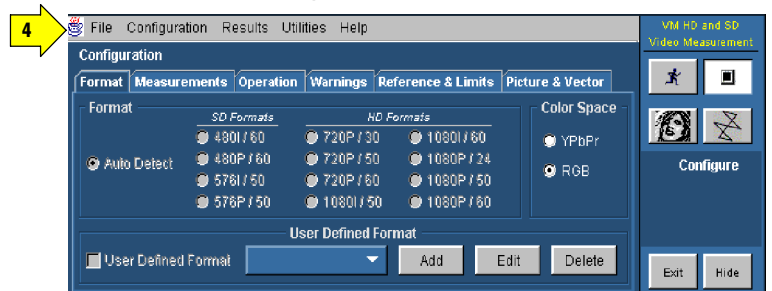 4
File Configuration Results Utilities Help
VM HD and SD
Video Measurement
Configuration
Format Measurements Operation Warnings Reference & Limits Picture & Vector
Format
Color Space
SD Formats HD Formats
480I / 60 720P / 30 1080I / 60
YPbPr
Auto Detect 480P / 60 720P / 50 1080P / 24
576I / 50 720P / 60 1080P / 50
RGB
576P / 50 1080I / 50 1080P / 60
Configure
User Defined Format
User Defined Format Add Edit Delete
Exit Hide